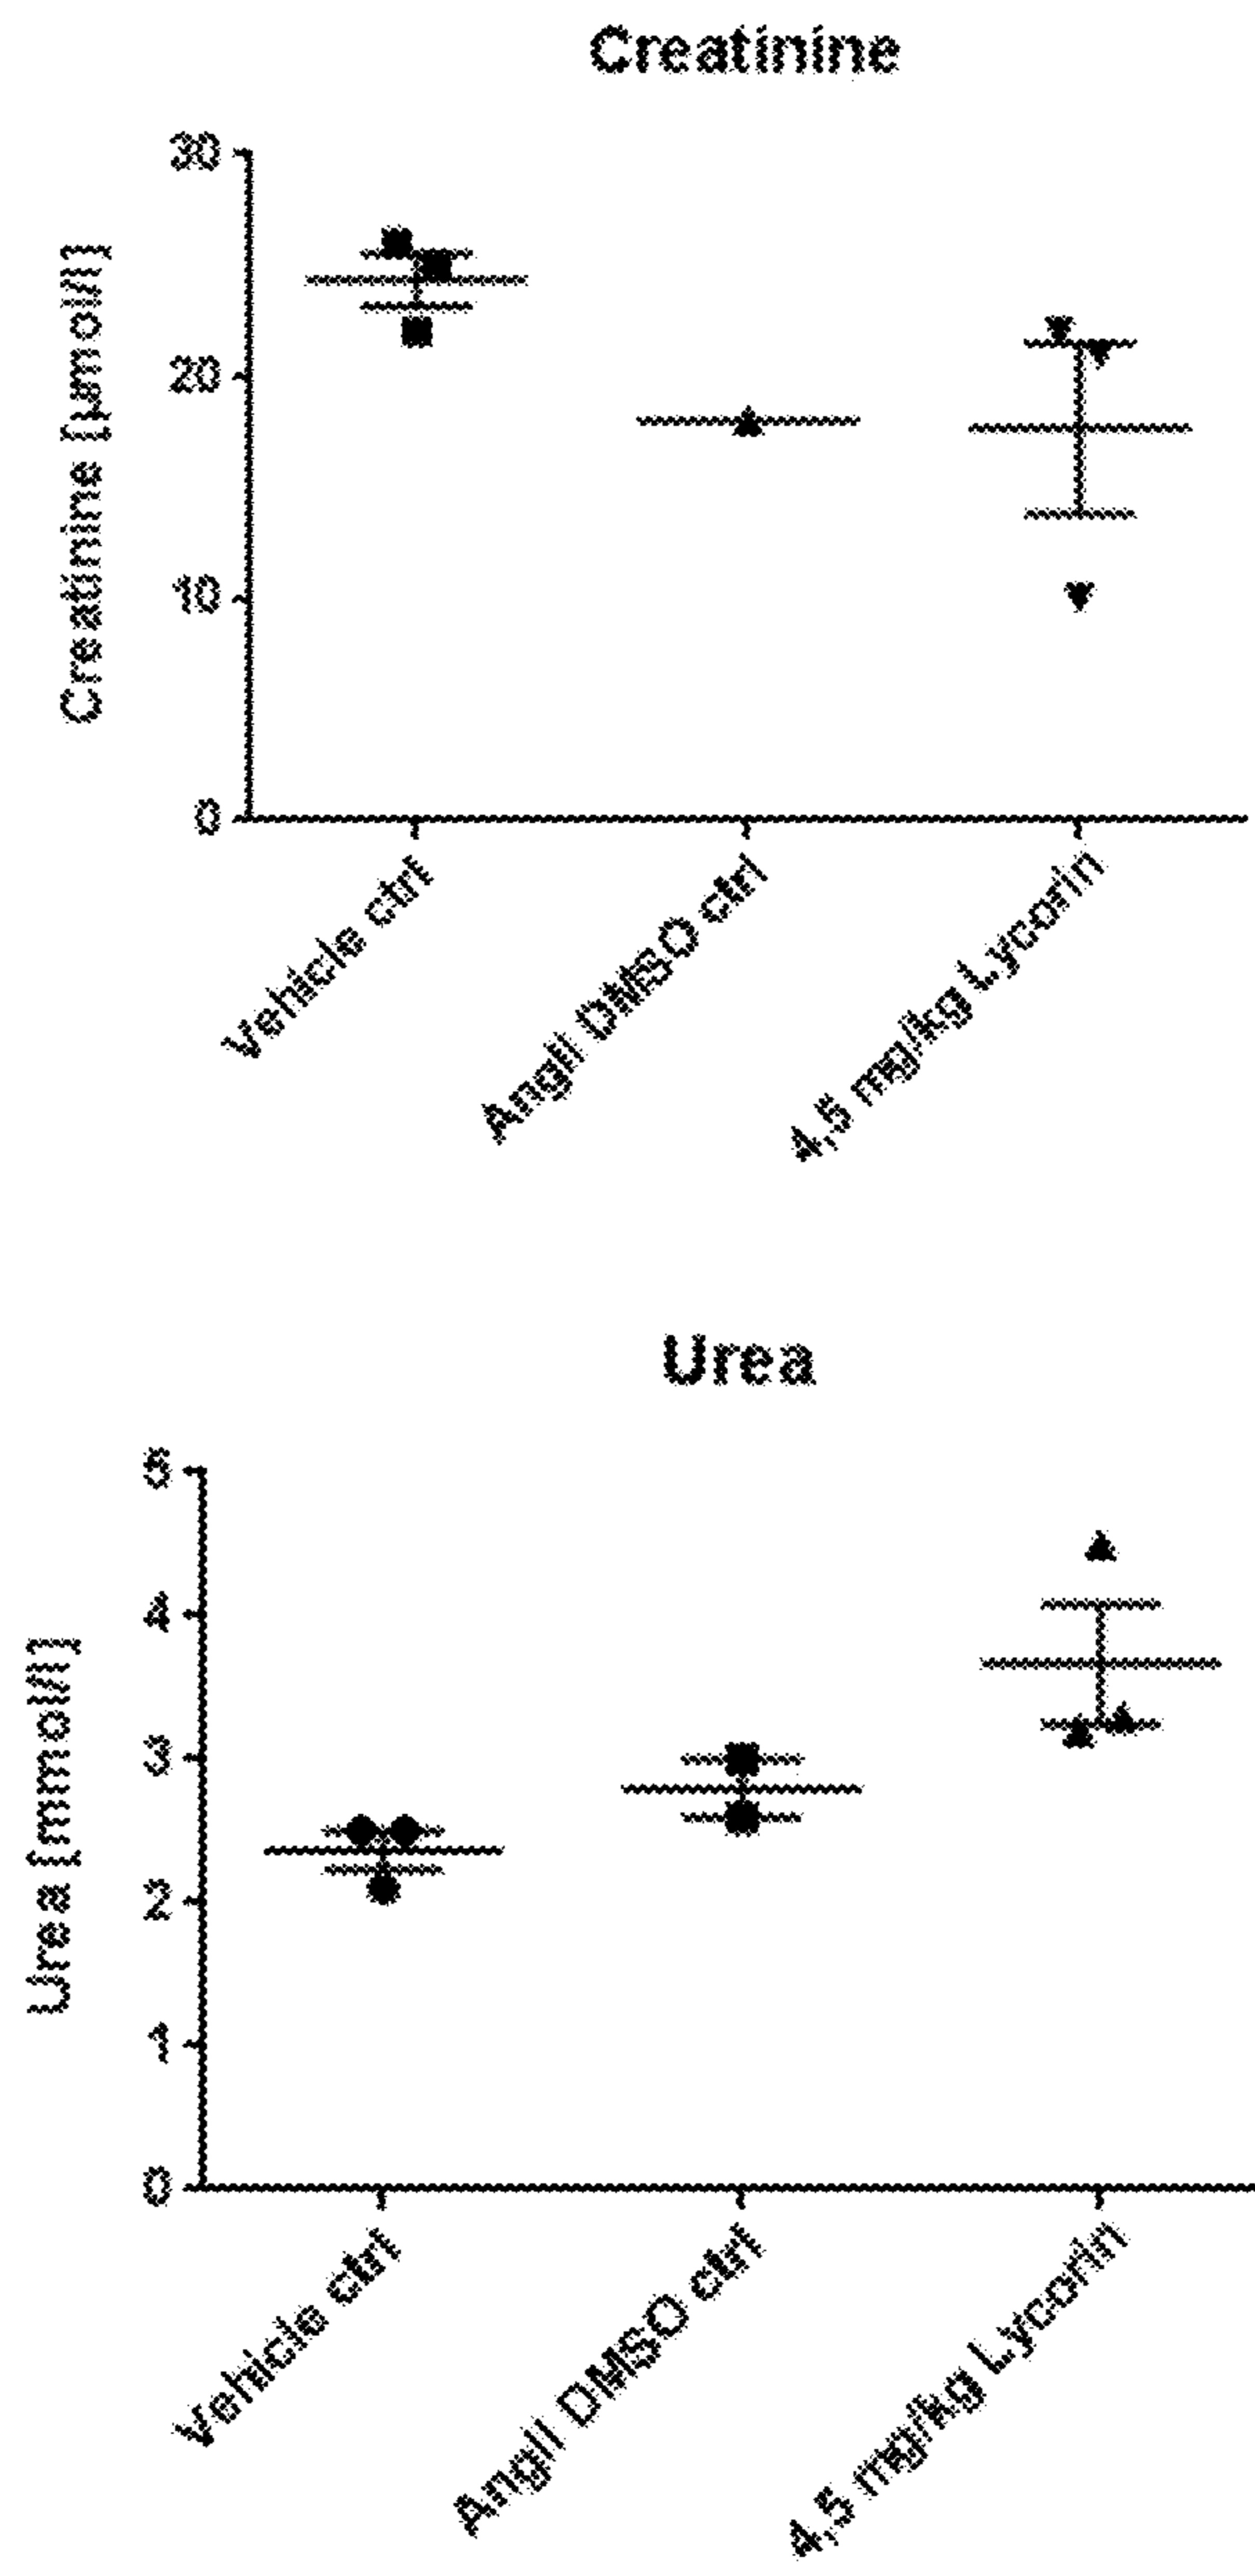 Creatinine
30
20
10
0
Creatinine [µmol/l]
Vehicle ctrl
AngII DMSO ctrl
4,5 mg/kg Lycorin
Urea
5
4
3
2
1
0
Urea [mmol/l]
Vehicle ctrl
AngII DMSO ctrl
4,5 mg/kg Lycorin